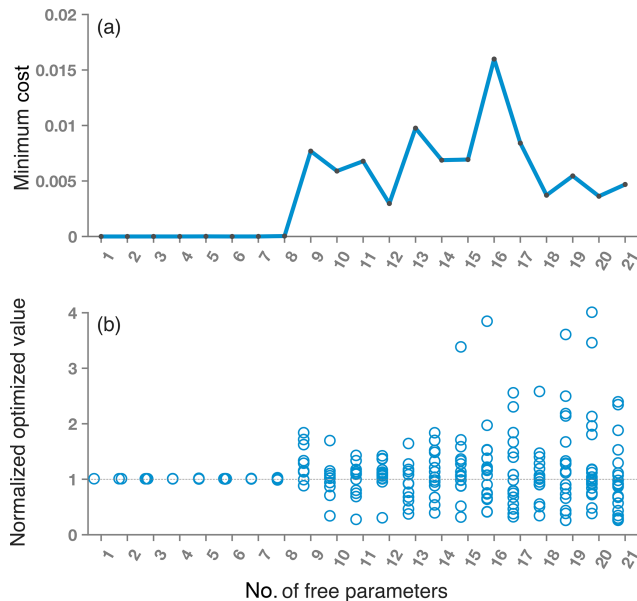 (a)
Minimum cost
0.02
0.015
0.01
0.005
0
1 2 3 4 5 6 7 8 9 10 11 12 13 14 15 16 17 18 19 20 21
(b)
Normalized optimized value
4
3
2
1
0
1 2 3 4 5 6 7 8 9 10 11 12 13 14 15 16 17 18 19 20 21
No. of free parameters